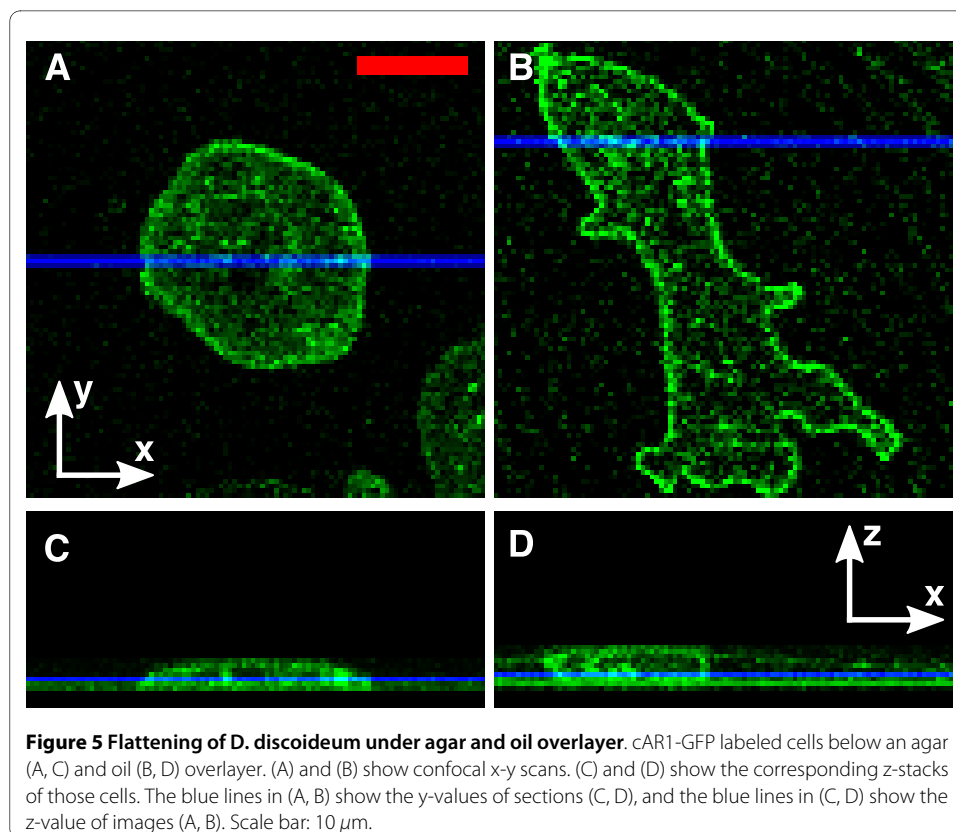 A
B
y
x
C
D
z
x
Figure 5 Flattening of D. discoideum under agar and oil overlayer. cAR1-GFP labeled cells below an agar
(A, C) and oil (B, D) overlayer. (A) and (B) show confocal x-y scans. (C) and (D) show the corresponding z-stacks
of those cells. The blue lines in (A, B) show the y-values of sections (C, D), and the blue lines in (C, D) show the
z-value of images (A, B). Scale bar: 10 μm.